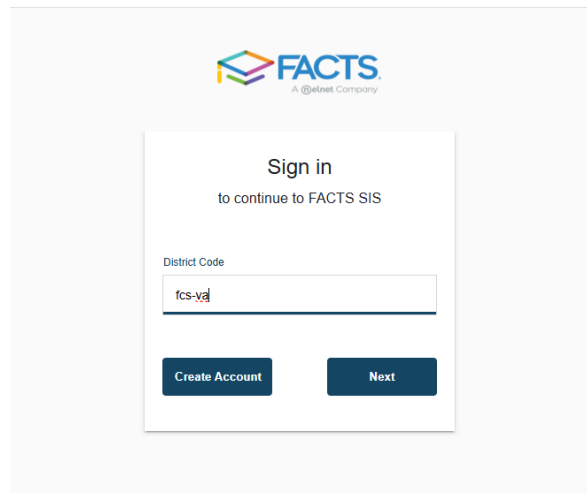 FACTS
A nelnet Company
Sign in
to continue to FACTS SIS
District Code
fcs-va
Create Account Next